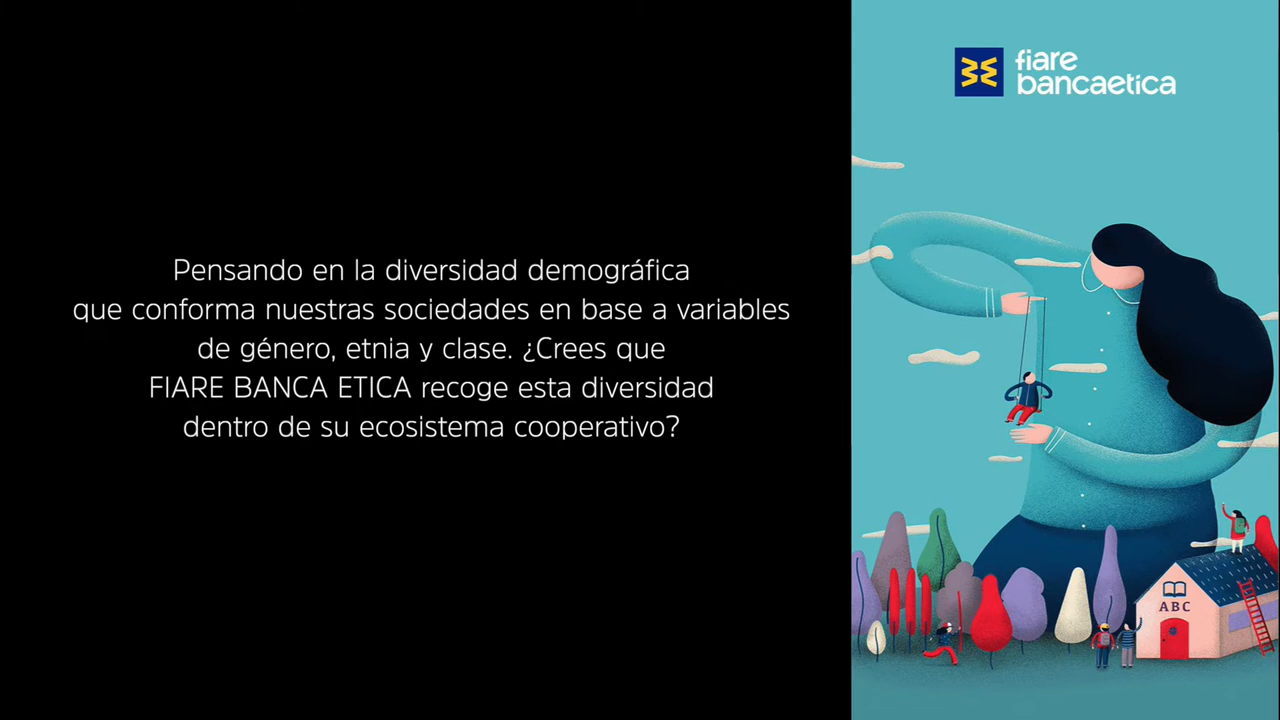 Pensando en la diversidad demográfica
que conforma nuestras sociedades en base a variables
de género, etnia y clase. ¿Crees que
FIARE BANCA ETICA recoge esta diversidad
dentro de su ecosistema cooperativo?
fiare
bancaetica
ABC